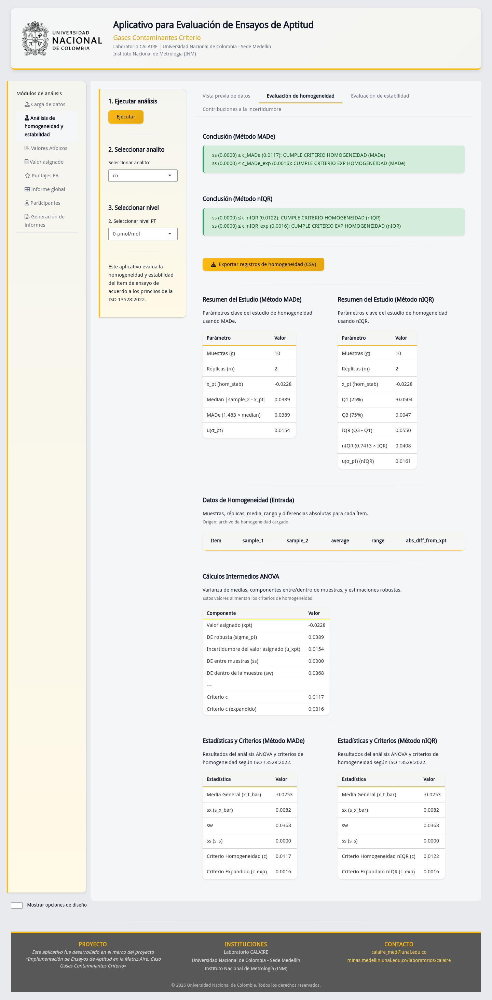 UNIVERSIDAD
NACIONAL
DE COLOMBIA
Aplicativo para Evaluación de Ensayos de Aptitud
Gases Contaminantes Criterio
Laboratorio CALAIRE | Universidad Nacional de Colombia - Sede Medellín
Instituto Nacional de Metrología (INM)
Módulos de análisis
Carga de datos
Análisis de
homogeneidad y
estabilidad
Valores Atípicos
Valor asignado
Puntajes EA
Informe global
Participantes
Generación de
informes
1. Ejecutar análisis
Ejecutar
2. Seleccionar analito
Seleccionar analito:
co
3. Seleccionar nivel
2. Seleccionar nivel PT
0-μmol/mol
Este aplicativo evalua la
homogeneidad y estabilidad
del item de ensayo de
acuerdo a los princiios de la
ISO 13528:2022.
Vista previa de datos Evaluación de homogeneidad Evaluación de estabilidad
Contribuciones a la incertidumbre
Conclusión (Método MADe)
ss (0.0000) ≤ c_MADe (0.0117): CUMPLE CRITERIO HOMOGENEIDAD (MADe)
ss (0.0000) ≤ c_MADe_exp (0.0016): CUMPLE CRITERIO EXP HOMOGENEIDAD (MADe)
Conclusión (Método nIQR)
ss (0.0000) ≤ c_nIQR (0.0122): CUMPLE CRITERIO HOMOGENEIDAD (nIQR)
ss (0.0000) ≤ c_nIQR_exp (0.0016): CUMPLE CRITERIO EXP HOMOGENEIDAD (nIQR)
Exportar registros de homogeneidad (CSV)
Resumen del Estudio (Método MADe)
Parámetros clave del estudio de homogeneidad
usando MADe.
Parámetro Valor
Muestras (g) 10
Réplicas (m) 2
x_pt (hom_stab) -0.0228
Median |sample_2 - x_pt| 0.0389
MADe (1.483 × median) 0.0389
u(σ_pt) 0.0154
Resumen del Estudio (Método nIQR)
Parámetros clave del estudio de homogeneidad
usando nIQR.
Parámetro Valor
Muestras (g) 10
Réplicas (m) 2
x_pt (hom_stab) -0.0228
Q1 (25%) -0.0504
Q3 (75%) 0.0047
IQR (Q3 - Q1) 0.0550
nIQR (0.7413 × IQR) 0.0408
u(σ_pt) (nIQR) 0.0161
Datos de Homogeneidad (Entrada)
Muestras, réplicas, media, rango y diferencias absolutas para cada ítem.
Origen: archivo de homogeneidad cargado
Item sample_1 sample_2 average range abs_diff_from_xpt
Cálculos Intermedios ANOVA
Varianza de medias, componentes entre/dentro de muestras, y estimaciones robustas.
Estos valores alimentan los criterios de homogeneidad.
Componente Valor
Valor asignado (xpt) -0.0228
DE robusta (sigma_pt) 0.0389
Incertidumbre del valor asignado (u_xpt) 0.0154
DE entre muestras (ss) 0.0000
DE dentro de la muestra (sw) 0.0368
---
Criterio c 0.0117
Criterio c (expandido) 0.0016
Estadísticas y Criterios (Método MADe)
Resultados del análisis ANOVA y criterios de
homogeneidad según ISO 13528:2022.
Estadística Valor
Media General (x_t_bar) -0.0253
sx (s_x_bar) 0.0082
sw 0.0368
ss (s_s) 0.0000
Criterio Homogeneidad (c) 0.0117
Criterio Expandido (c_exp) 0.0016
Estadísticas y Criterios (Método nIQR)
Resultados del análisis ANOVA y criterios de
homogeneidad según ISO 13528:2022.
Estadística Valor
Media General (x_t_bar) -0.0253
sx (s_x_bar) 0.0082
sw 0.0368
ss (s_s) 0.0000
Criterio Homogeneidad nIQR (c) 0.0122
Criterio Expandido nIQR (c_exp) 0.0016
Mostrar opciones de diseño
PROYECTO
Este aplicativo fue desarrollado en el marco del proyecto
«Implementación de Ensayos de Aptitud en la Matriz Aire. Caso
Gases Contaminantes Criterio»
INSTITUCIONES
Laboratorio CALAIRE
Universidad Nacional de Colombia - Sede Medellín
Instituto Nacional de Metrología (INM)
CONTACTO
calaire_med@unal.edu.co
minas.medellin.unal.edu.co/laboratorios/calaire
© 2026 Universidad Nacional de Colombia. Todos los derechos reservados.